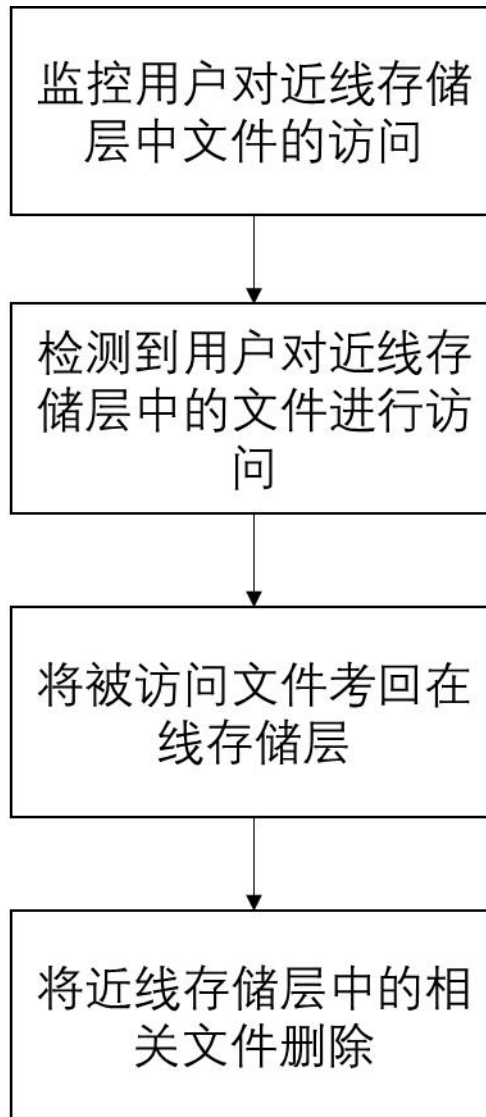 监控用户对近线存储
层中文件的访问
检测到用户对近线存
储层中的文件进行访
问
将被访问文件考回在
线存储层
将近线存储层中的相
关文件删除